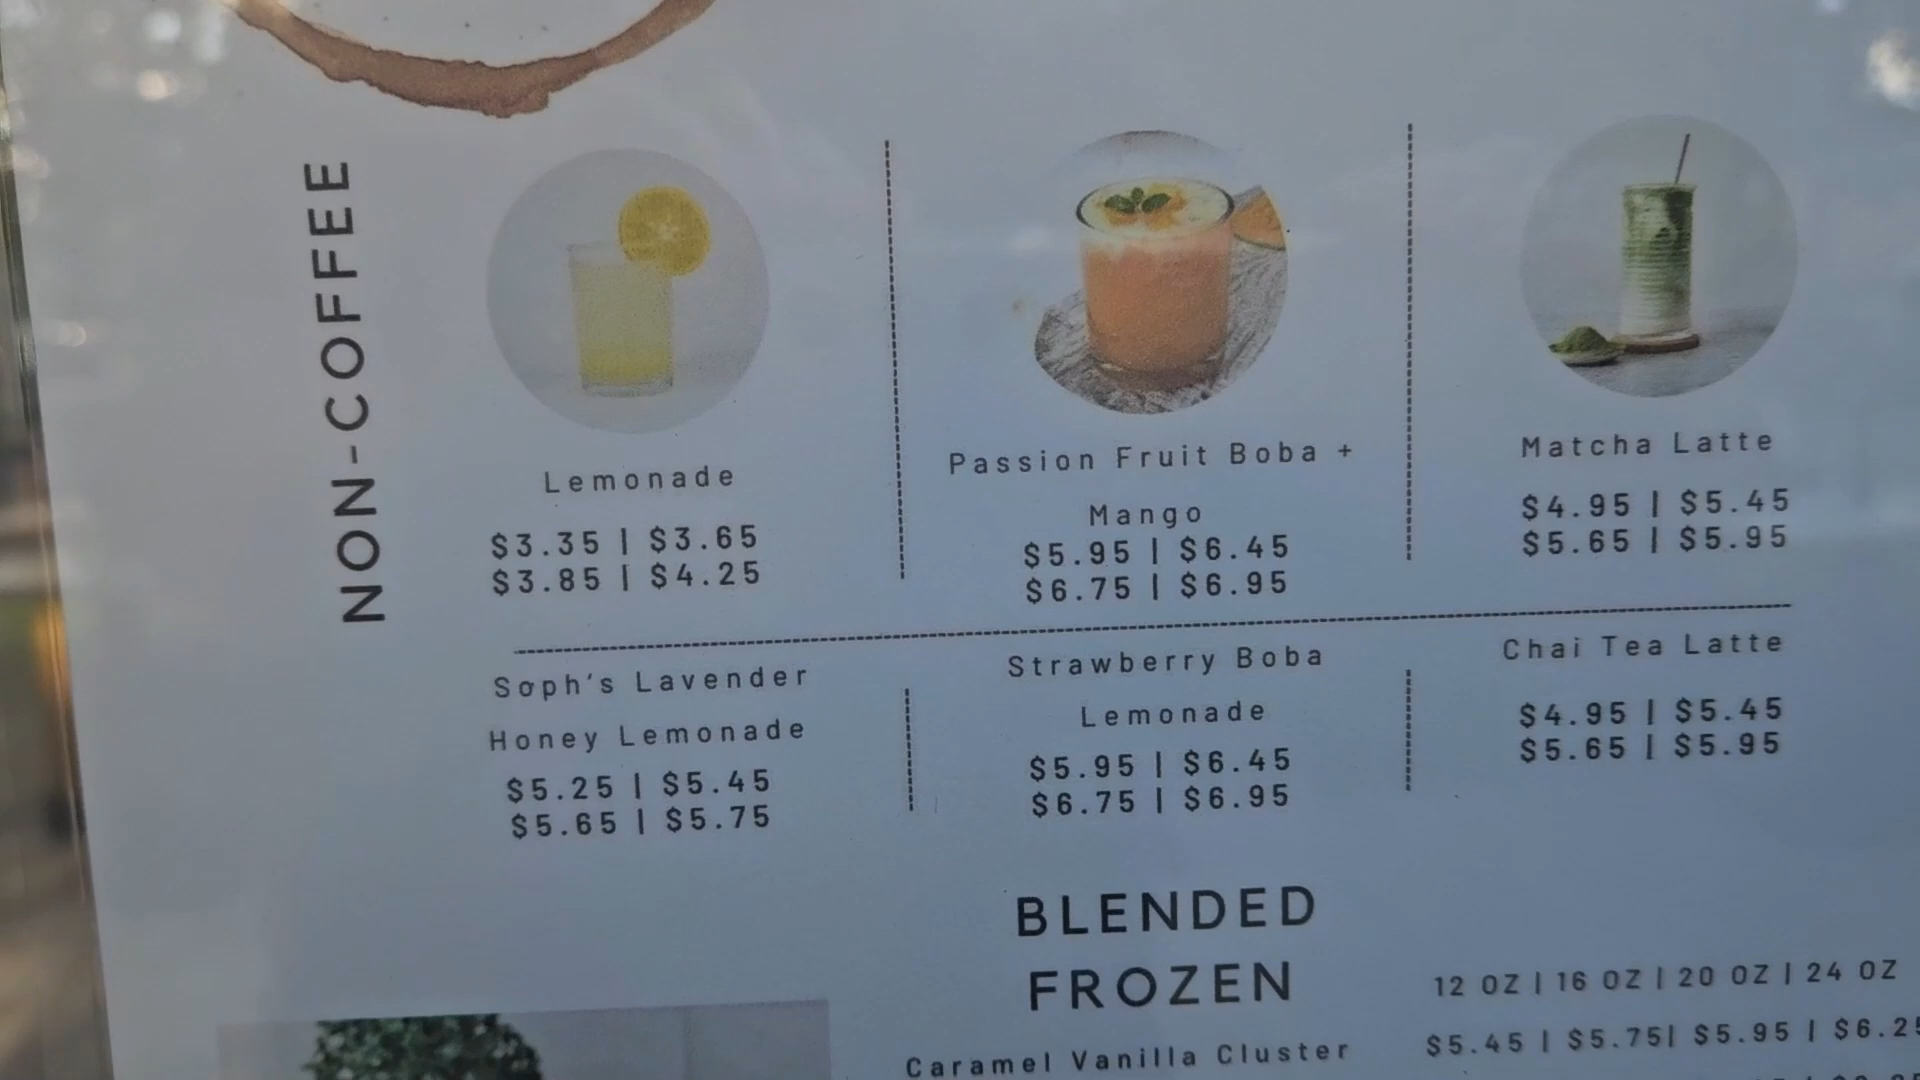 NON-COFFEE
Lemonade
$3.35 | $3.65
$3.85 | $4.25
Passion Fruit Boba +
Mango
$5.95 | $6.45
$6.75 | $6.95
Matcha Latte
$4.95 | $5.45
$5.65 | $5.95
Soph's Lavender
Honey Lemonade
$5.25 | $5.45
$5.65 | $5.75
Strawberry Boba
Lemonade
$5.95 | $6.45
$6.75 | $6.95
Chai Tea Latte
$4.95 | $5.45
$5.65 | $5.95
BLENDED
FROZEN
12 OZ | 16 OZ | 20 OZ | 24 OZ
Caramel Vanilla Cluster
$5.45 | $5.75| $5.95 | $6.25